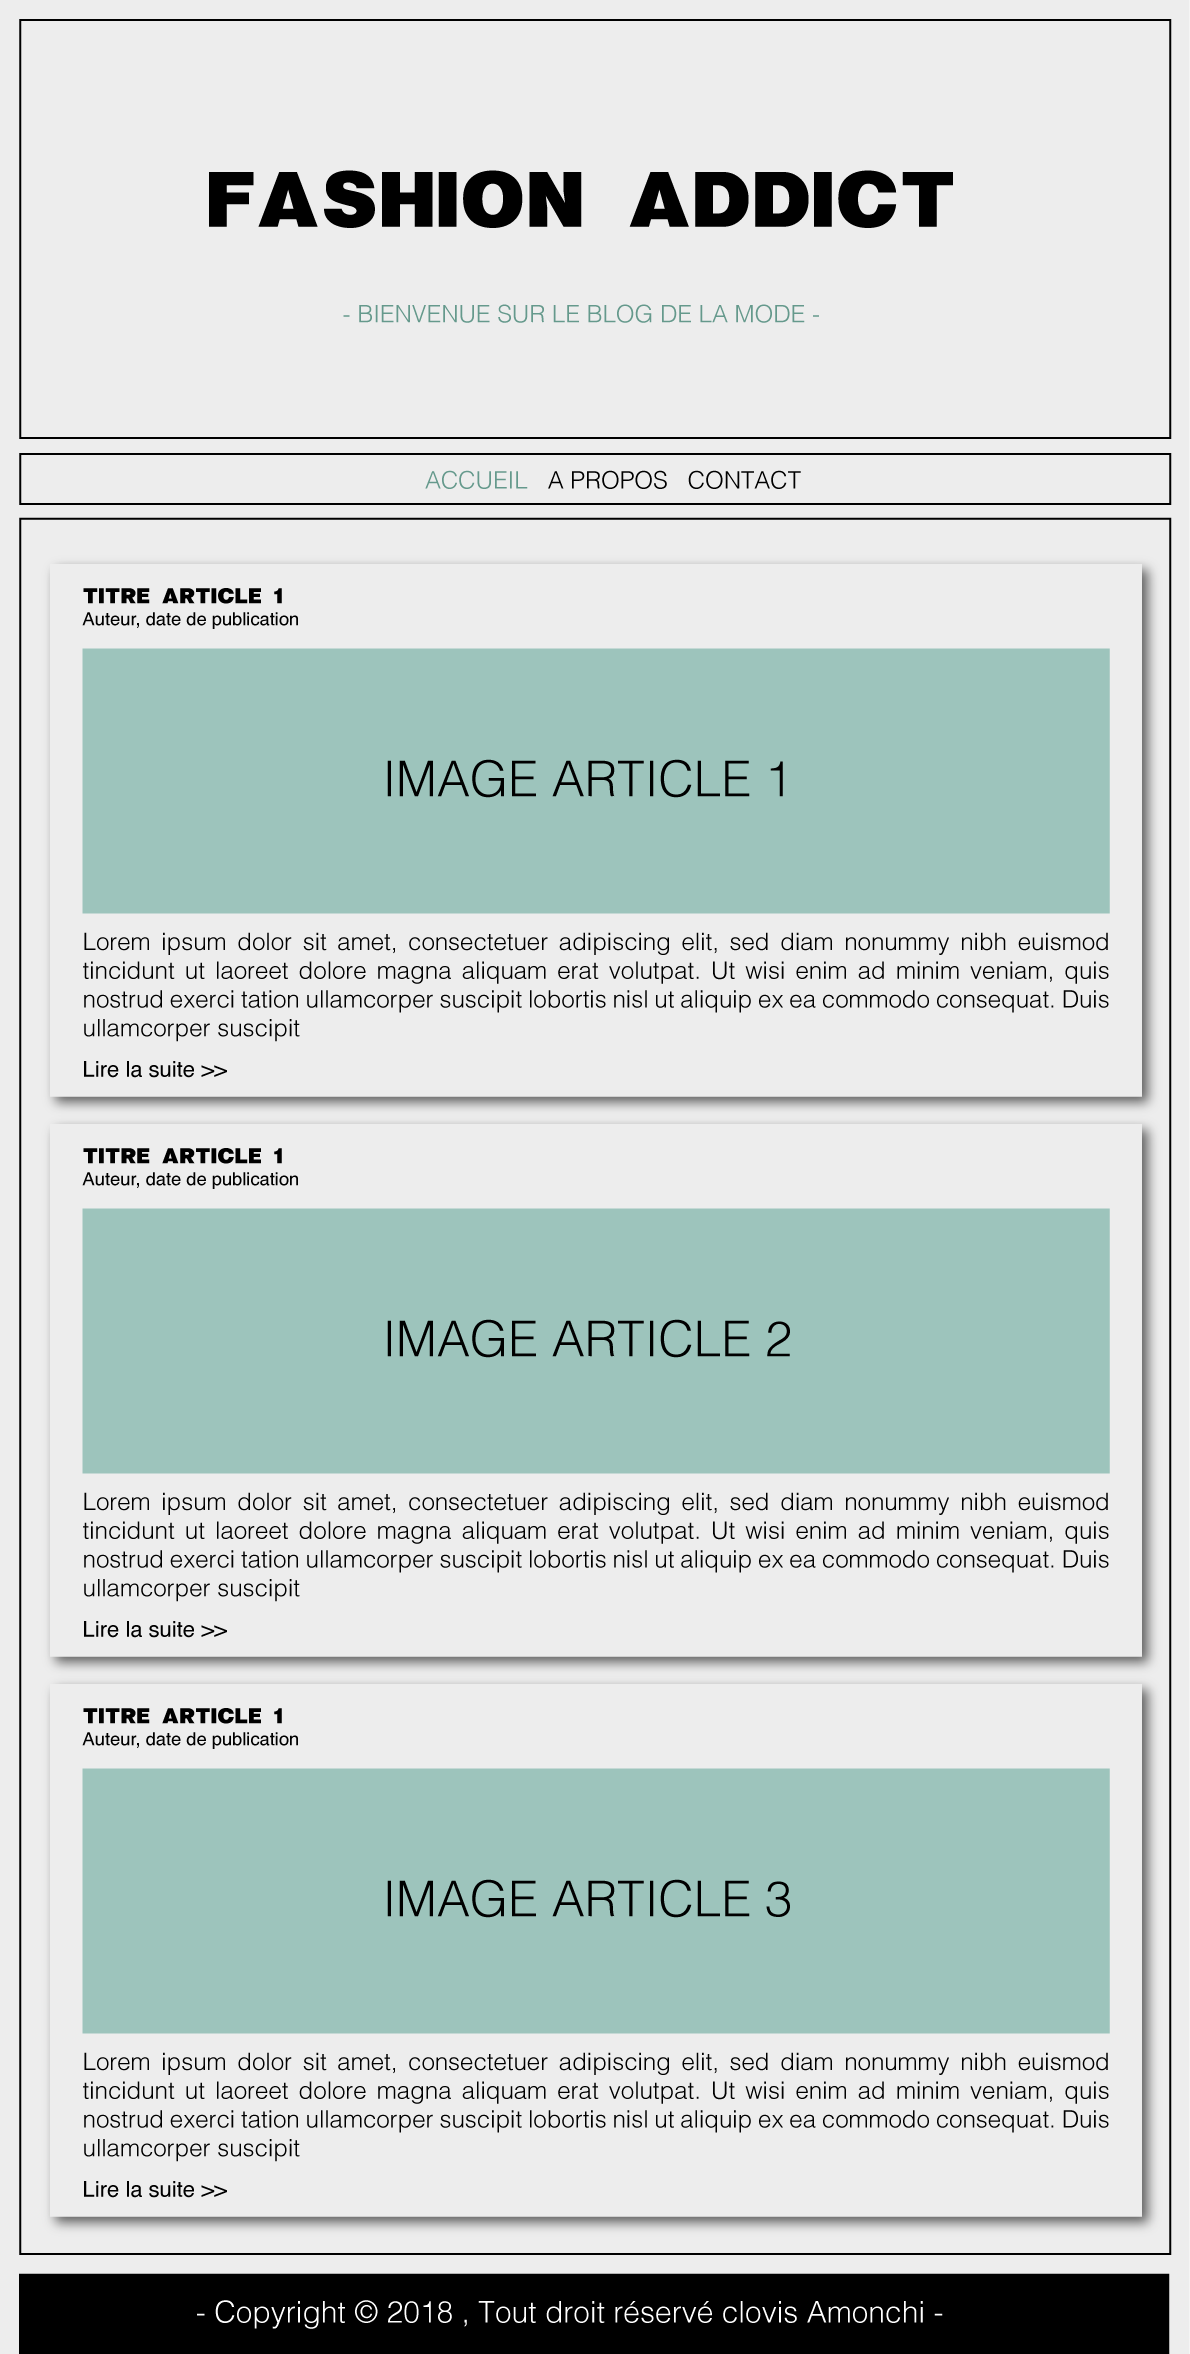 FASHION ADDICT
- BIENVENUE SUR LE BLOG DE LA MODE -
ACCUEIL A PROPOS CONTACT
TITRE ARTICLE 1
Auteur, date de publication
IMAGE ARTICLE 1
Lorem ipsum dolor sit amet, consectetuer adipiscing elit, sed diam nonummy nibh euismod
tincidunt ut laoreet dolore magna aliquam erat volutpat. Ut wisi enim ad minim veniam, quis
nostrud exerci tation ullamcorper suscipit lobortis nisl ut aliquip ex ea commodo consequat. Duis
ullamcorper suscipit
Lire la suite >>
TITRE ARTICLE 1
Auteur, date de publication
IMAGE ARTICLE 2
Lorem ipsum dolor sit amet, consectetuer adipiscing elit, sed diam nonummy nibh euismod
tincidunt ut laoreet dolore magna aliquam erat volutpat. Ut wisi enim ad minim veniam, quis
nostrud exerci tation ullamcorper suscipit lobortis nisl ut aliquip ex ea commodo consequat. Duis
ullamcorper suscipit
Lire la suite >>
TITRE ARTICLE 1
Auteur, date de publication
IMAGE ARTICLE 3
Lorem ipsum dolor sit amet, consectetuer adipiscing elit, sed diam nonummy nibh euismod
tincidunt ut laoreet dolore magna aliquam erat volutpat. Ut wisi enim ad minim veniam, quis
nostrud exerci tation ullamcorper suscipit lobortis nisl ut aliquip ex ea commodo consequat. Duis
ullamcorper suscipit
Lire la suite >>
- Copyright © 2018 , Tout droit réservé clovis Amonchi -